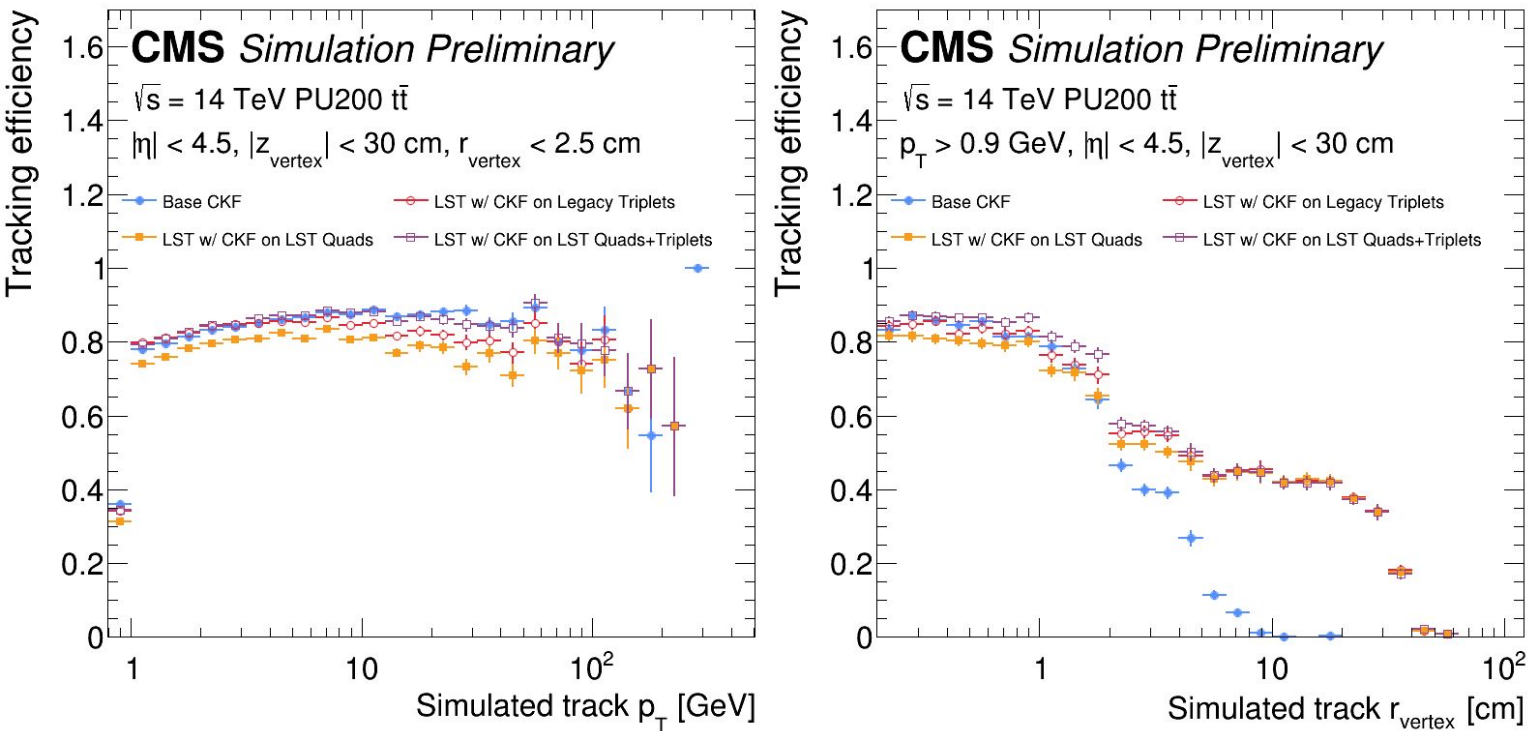 CMS Simulation Preliminary
√s = 14 TeV PU200 tt̄
|η| < 4.5, |z_vertex| < 30 cm, r_vertex < 2.5 cm
Base CKF
LST w/ CKF on Legacy Triplets
LST w/ CKF on LST Quads
LST w/ CKF on LST Quads+Triplets
Tracking efficiency
1.6
1.4
1.2
1
0.8
0.6
0.4
0.2
0
1
10
10²
Simulated track p_T [GeV]
CMS Simulation Preliminary
√s = 14 TeV PU200 tt̄
p_T > 0.9 GeV, |η| < 4.5, |z_vertex| < 30 cm
Base CKF
LST w/ CKF on Legacy Triplets
LST w/ CKF on LST Quads
LST w/ CKF on LST Quads+Triplets
Tracking efficiency
1.6
1.4
1.2
1
0.8
0.6
0.4
0.2
0
1
10
10²
Simulated track r_vertex [cm]